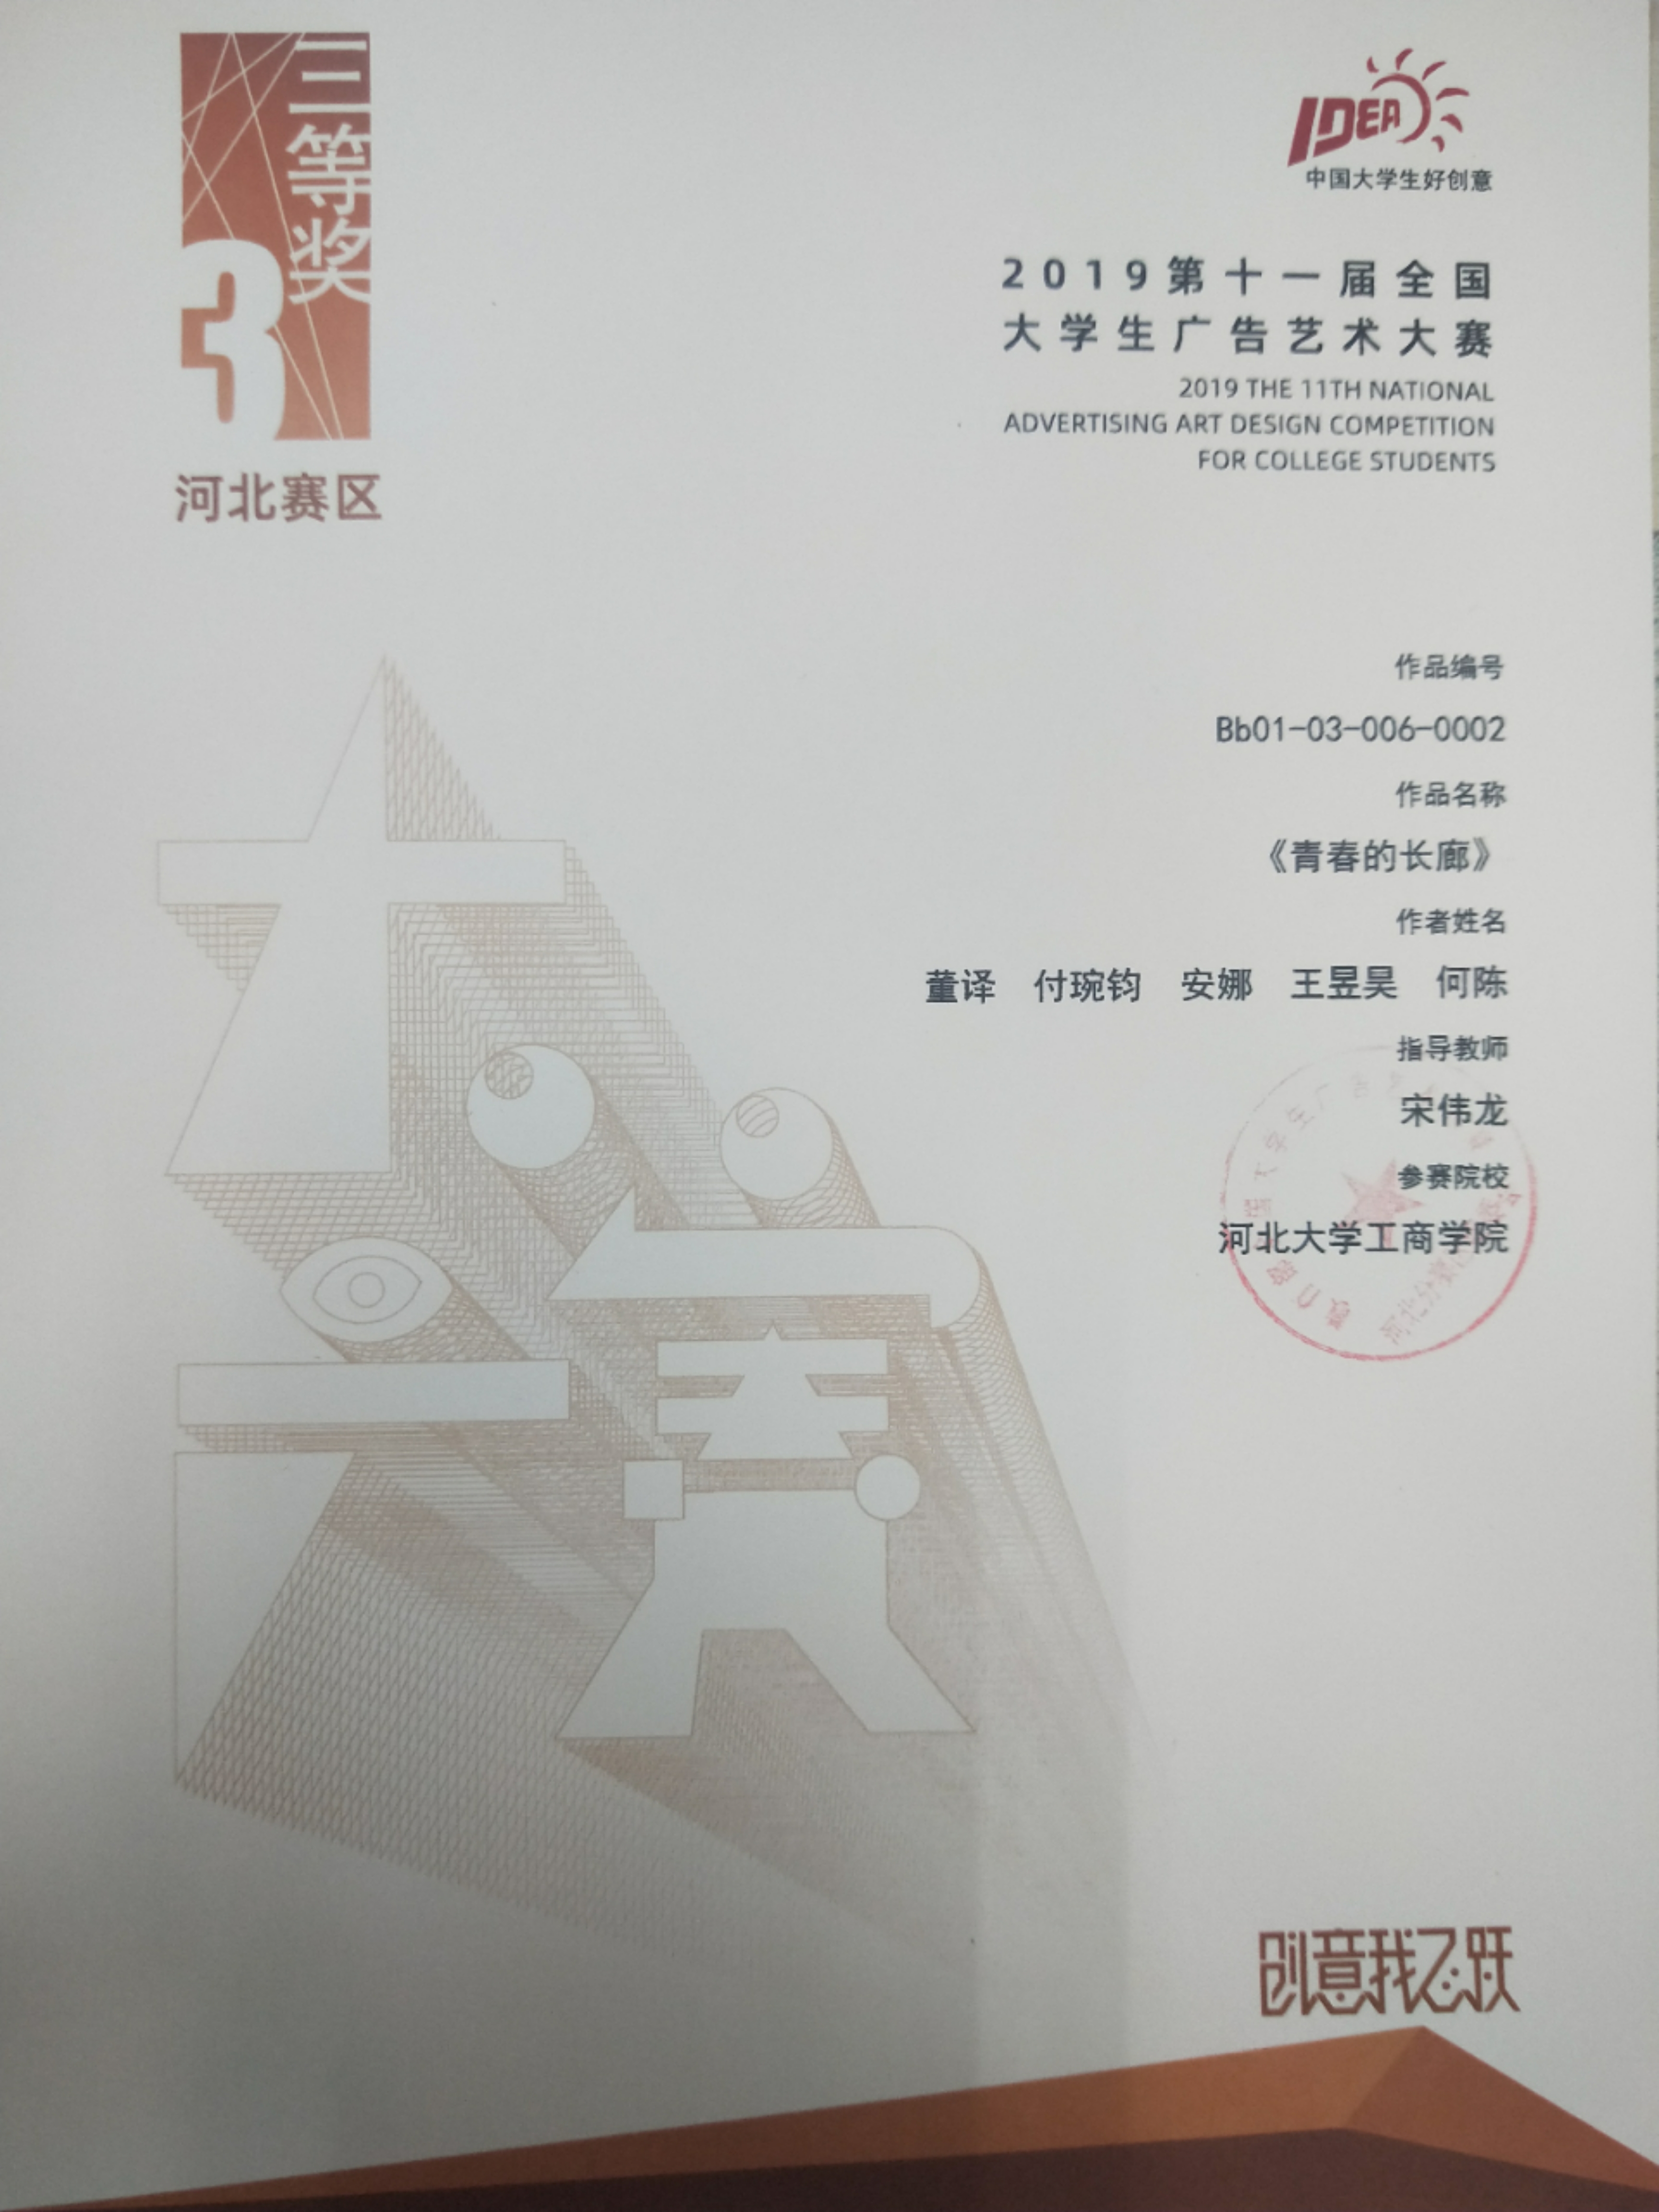 三等奖
3
河北赛区
IDEA
中国大学生好创意
2019第十一届全国
大学生广告艺术大赛
2019 THE 11TH NATIONAL
ADVERTISING ART DESIGN COMPETITION
FOR COLLEGE STUDENTS
作品编号
Bb01-03-006-0002
作品名称
《青春的长廊》
作者姓名
董译 付琬钧 安娜 王昱昊 何陈
指导教师
宋伟龙
参赛院校
河北大学工商学院
创意我飞跃